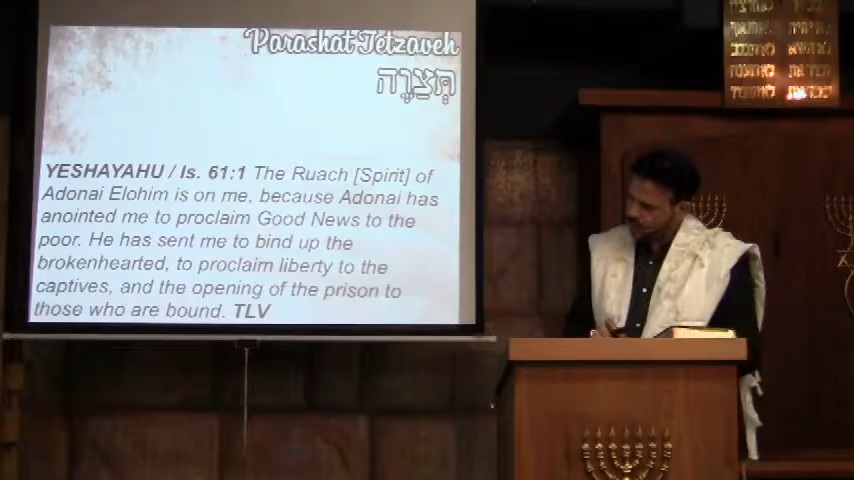 Parashat Tetzaveh
תְּצַוֶּה
YESHAYAHU / Is. 61:1 The Ruach [Spirit] of
Adonai Elohim is on me, because Adonai has
anointed me to proclaim Good News to the
poor. He has sent me to bind up the
brokenhearted, to proclaim liberty to the
captives, and the opening of the prison to
those who are bound. TLV